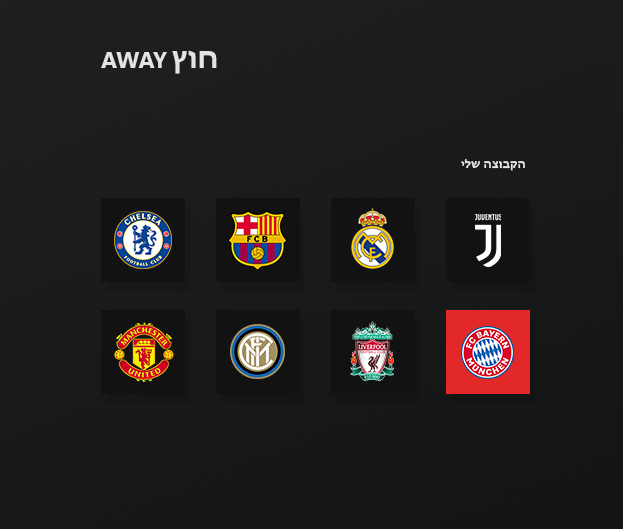 חוץ AWAY
הקבוצה שלי
CHELSEA
FOOTBALL CLUB
FCB
JUVENTUS
MANCHESTER
UNITED
LIVERPOOL
FC BAYERN
MÜNCHEN